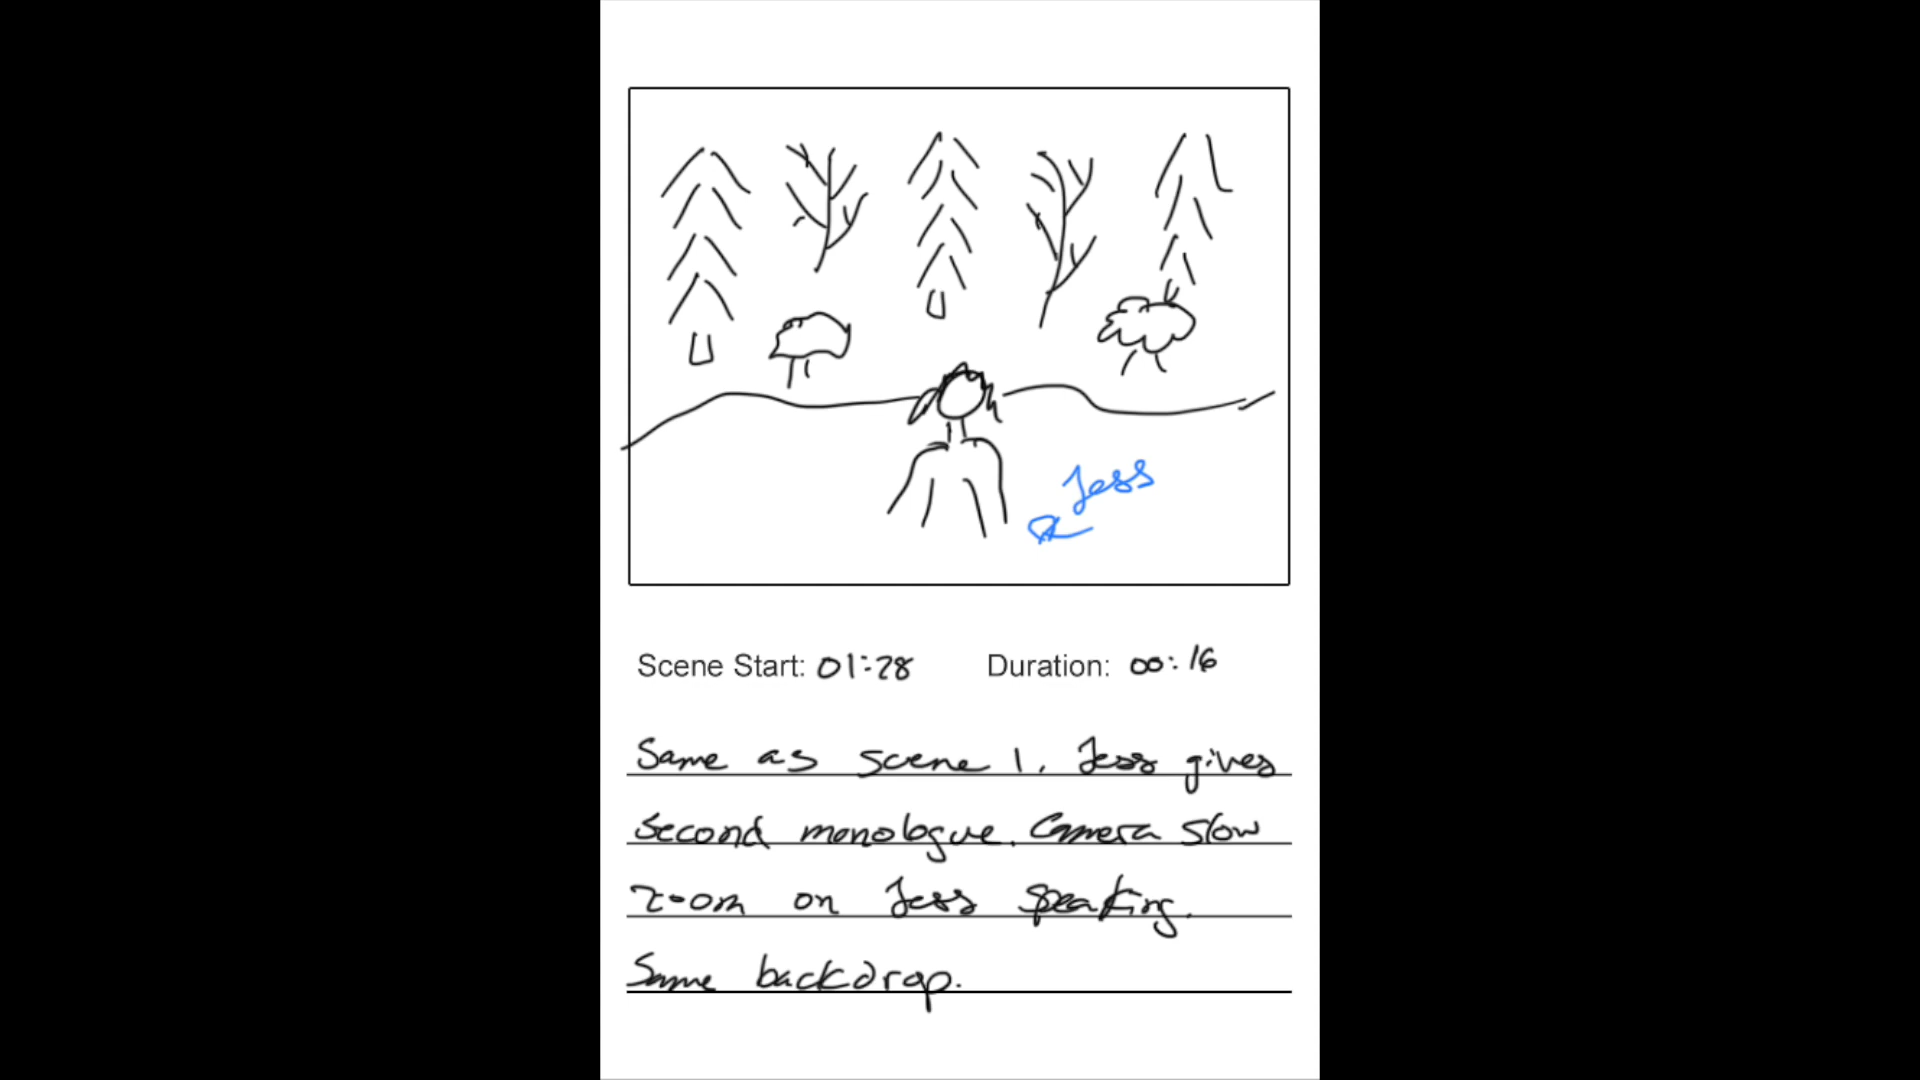 Jess
Scene Start: 01:28 Duration: 00:16
Same as scene 1. Jess gives
second monologue. Camera slow
zoom on Jess speaking.
Same backdrop.